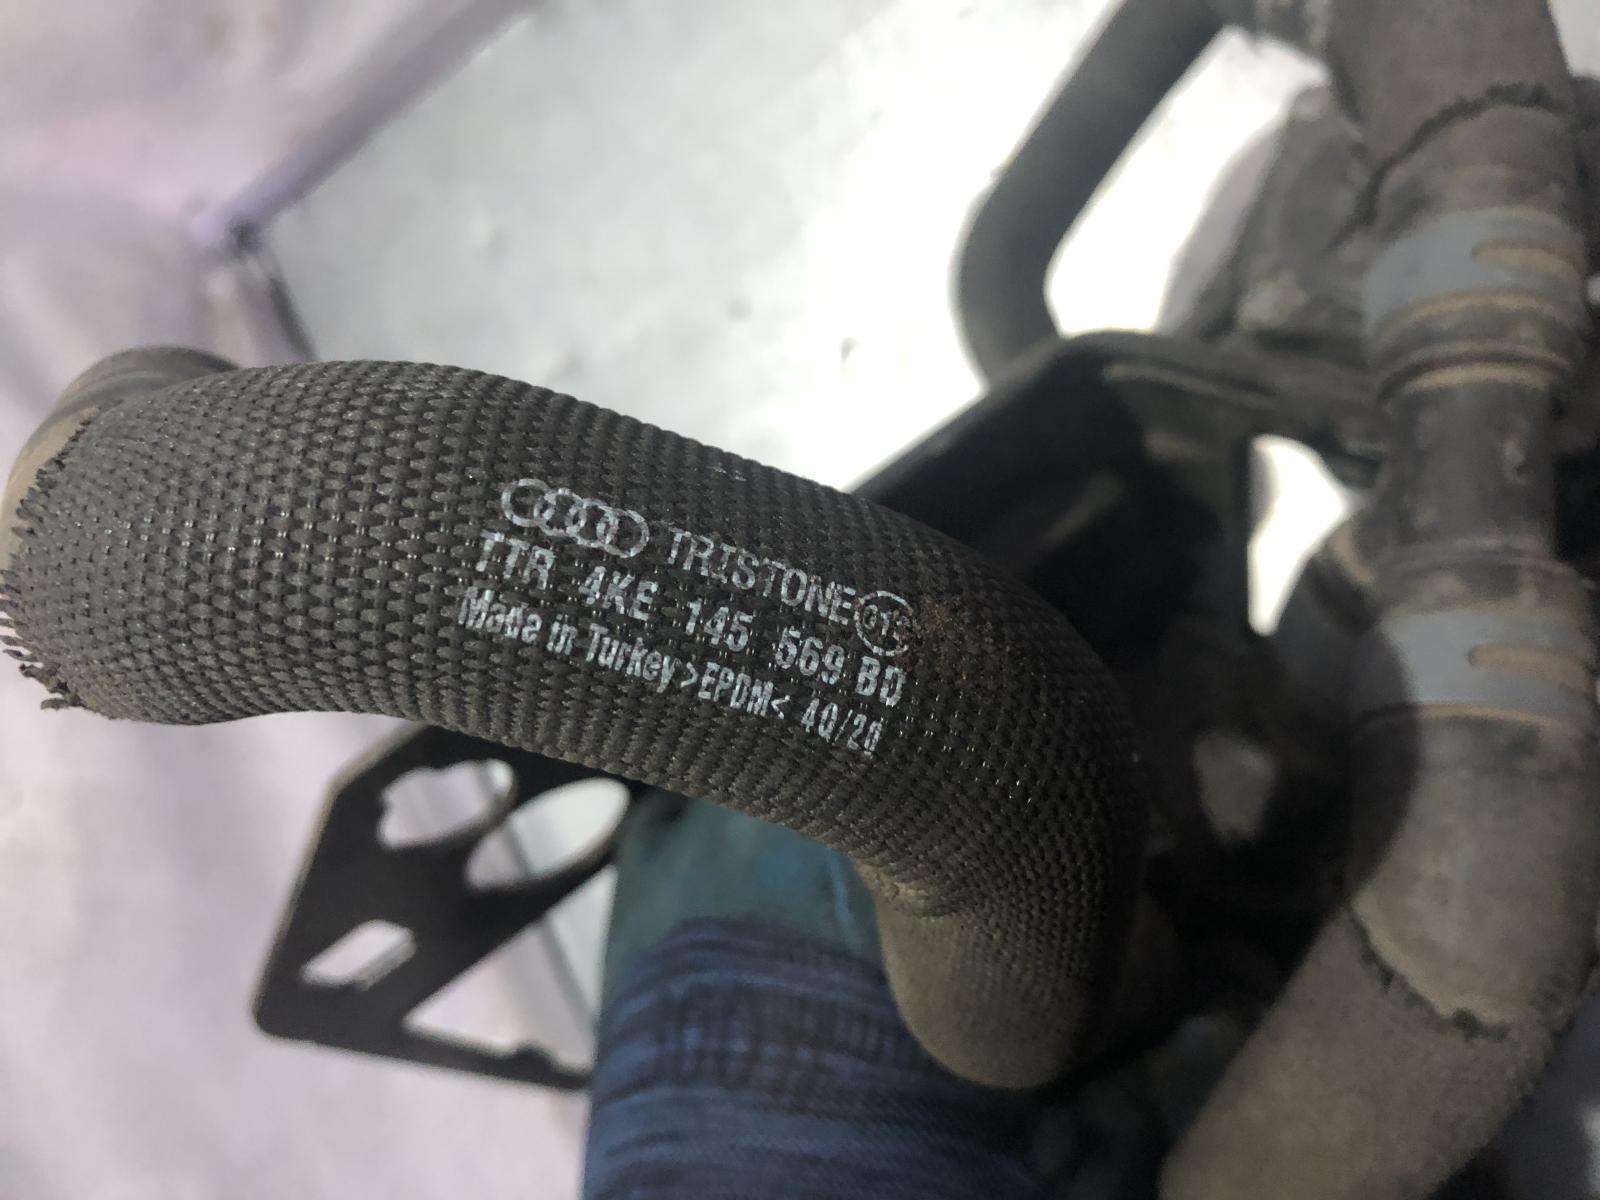 TRISTONE
TTR 4KE 145 569 BD
Made in Turkey >EPDM< 40/20